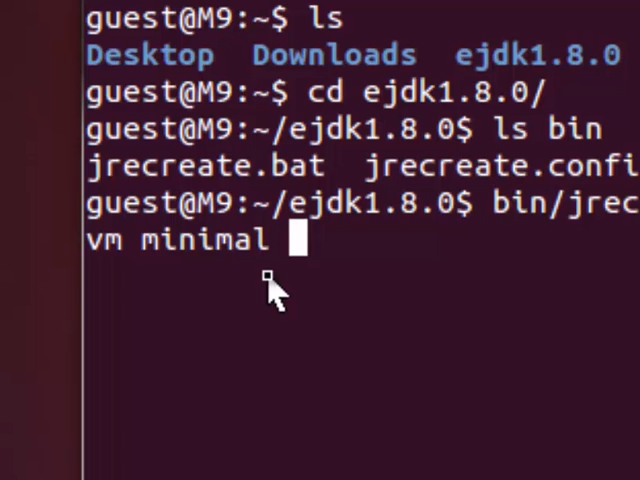 guest@M9:~$ ls
Desktop  Downloads  ejdk1.8.0
guest@M9:~$ cd ejdk1.8.0/
guest@M9:~/ejdk1.8.0$ ls bin
jrecreate.bat  jrecreate.confi
guest@M9:~/ejdk1.8.0$ bin/jrec
vm minimal